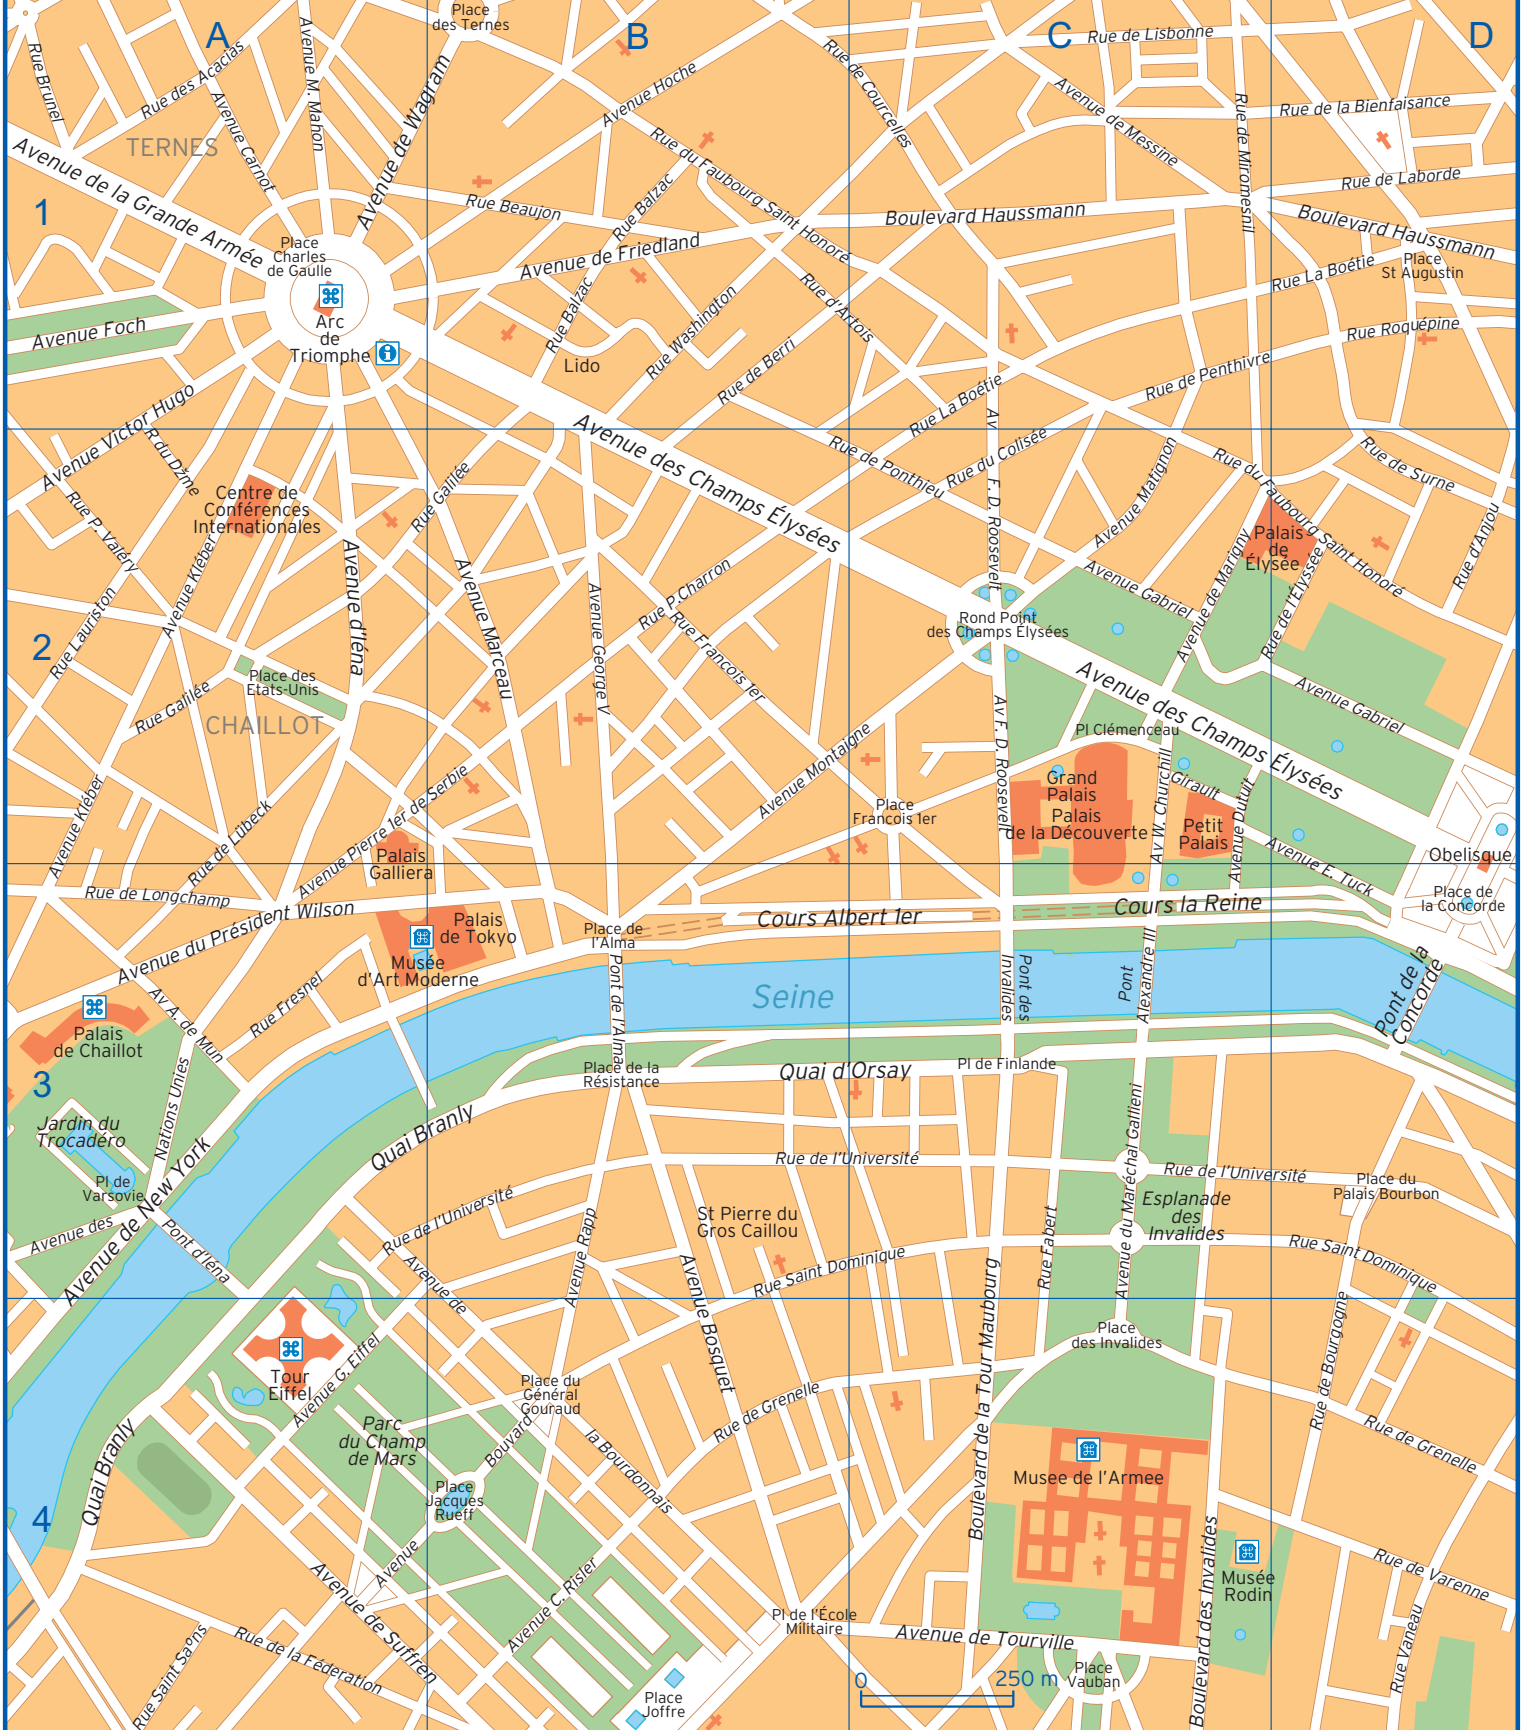 A
B
C
D
Place
des Ternes
Rue Brunel
Rue des Acacias
Avenue M. Mahon
Avenue Carnot
Avenue de Wagram
Avenue Hoche
Rue de Courcelles
Rue de Lisbonne
Avenue de Messine
Rue de Miromesnil
Rue de la Bienfaisance
TERNES
Avenue de la Grande Armée
Rue du Faubourg Saint Honoré
Rue de Laborde
1
Rue Beaujon
Rue Balzac
Boulevard Haussmann
Boulevard Haussmann
Place
Charles
de Gaulle
Avenue de Friedland
Place
St Augustin
Rue La Boétie
Avenue Foch
Arc
de
Triomphe
Rue Balzac
Rue Washington
Rue d'Artois
Rue Roquépine
Lido
Rue de Berri
Rue de Penthivre
Rue La Boétie
Avenue Victor Hugo
R du Džme
Avenue des Champs Élysées
Rue de Ponthieu
Rue du Colisée
Av F. D. Roosevelt
Avenue Matignon
Rue du Faubourg Saint Honoré
Rue de Surne
Rue P. Valéry
Centre de
Conférences
Internationales
Rue Galilée
Palais
de
Élysée
Rue d'Anjou
Avenue Kléber
Avenue d'Iéna
Avenue Marceau
Avenue George V
Rue P.Charron
Rue Francois 1er
Avenue Gabriel
Avenue de Marigny
Rue de l'Elysée
Rue Lauriston
2
Rond Point
des Champs Elysées
Place des
Etats-Unis
Rue Galilée
CHAILLOT
Avenue des Champs Élysées
Avenue Gabriel
Av F. D. Roosevelt
Pl Clémenceau
Avenue Montaigne
Avenue Kléber
Rue de Lübeck
Avenue Pierre 1er de Serbie
Place
Francois 1er
Grand
Palais
Palais
de la Découverte
Av W. Churchill
Girault
Petit
Palais
Avenue Dutuit
Avenue E. Tuck
Obelisque
Palais
Galliera
Rue de Longchamp
Place de
la Concorde
Avenue du Président Wilson
Palais
de Tokyo
Place de
l'Alma
Cours Albert 1er
Cours la Reine
Musée
d'Art Moderne
Seine
Pont de l'Alma
Pont des
Invalides
Pont
Alexandre III
Pont de la
Concorde
Av A. de Mun
Rue Fresnel
Palais
de Chaillot
3
Place de la
Résistance
Quai d'Orsay
Pl de Finlande
Nations Unies
Jardin du
Trocadéro
Quai Branly
Avenue du Maréchal Gallieni
Rue de l'Université
Rue de l'Université
Pl de
Varsovie
Place du
Palais Bourbon
Avenue des
Avenue de New York
Pont d'Iéna
Rue de l'Université
St Pierre du
Gros Caillou
Esplanade
des
Invalides
Avenue Rapp
Avenue Bosquet
Rue Saint Dominique
Rue Fabert
Rue Saint Dominique
Avenue de
Tour
Eiffel
Avenue G. Eiffel
Place
des Invalides
Rue de Bourgogne
Place du
Général
Gouraud
Rue de Grenelle
Boulevard de la Tour Maubourg
Rue de Grenelle
Parc
du Champ
de Mars
Bouvard
la Bourdonnais
Quai Branly
Musee de l'Armee
Place
Jacques
Rueff
4
Avenue
Avenue C. Risler
Boulevard des Invalides
Rue de Varenne
Musée
Rodin
Avenue de Suffren
Pl de l'École
Militaire
Avenue de Tourville
Rue Vaneau
Rue Saint Saºns
Rue de la Féderation
Place
Vauban
0
250 m
Place
Joffre